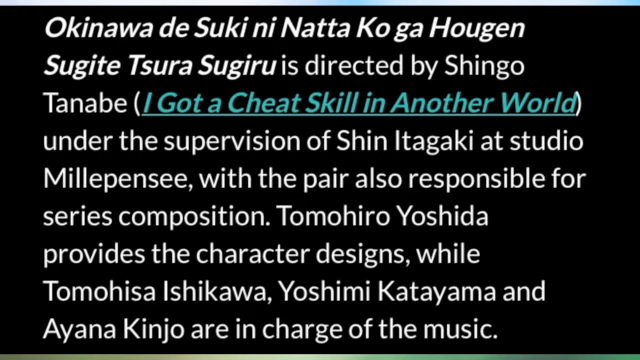 Okinawa de Suki ni Natta Ko ga Hougen
Sugite Tsura Sugiru is directed by Shingo
Tanabe (I Got a Cheat Skill in Another World)
under the supervision of Shin Itagaki at studio
Millepensee, with the pair also responsible for
series composition. Tomohiro Yoshida
provides the character designs, while
Tomohisa Ishikawa, Yoshimi Katayama and
Ayana Kinjo are in charge of the music.